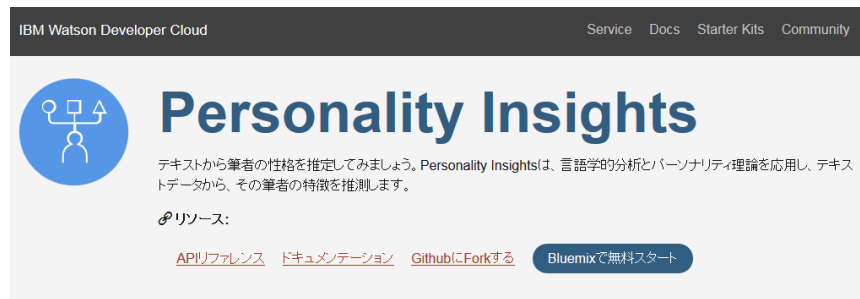 IBM Watson Developer Cloud
Service Docs Starter Kits Community
Personality Insights
テキストから筆者の性格を推定してみましょう。Personality Insightsは、言語学的分析とパーソナリティ理論を応用し、テキス
トデータから、その筆者の特徴を推測します。
リソース:
APIリファレンス ドキュメンテーション GithubにForkする Bluemixで無料スタート